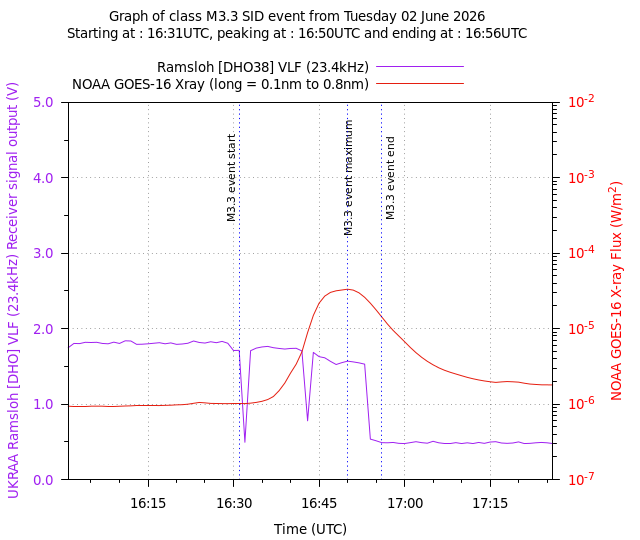 Graph of class M3.3 SID event from Tuesday 02 June 2026
Starting at : 16:31UTC, peaking at : 16:50UTC and ending at : 16:56UTC
Ramsloh [DHO38] VLF (23.4kHz)
NOAA GOES-16 Xray (long = 0.1nm to 0.8nm)
UKRAA Ramsloh [DHO] VLF (23.4kHz) Receiver signal output (V)
5.0
4.0
3.0
2.0
1.0
0.0
M3.3 event start
M3.3 event maximum
M3.3 event end
10-2
10-3
10-4
10-5
10-6
10-7
NOAA GOES-16 X-ray Flux (W/m2)
16:15 16:30 16:45 17:00 17:15
Time (UTC)